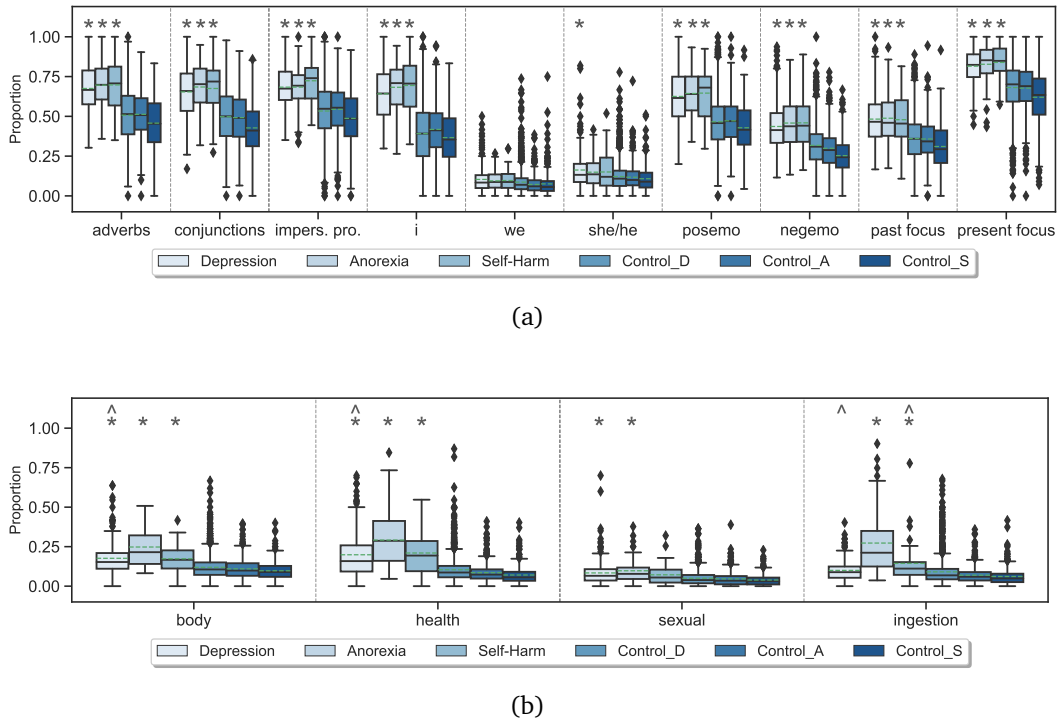 * * * * * * * * * * * * * * * * * * * * * * * * *
1.00
0.75
0.50
0.25
0.00
Proportion
adverbs conjunctions impers. pro. i we she/he posemo negemo past focus present focus
Depression Anorexia Self-Harm Control_D Control_A Control_S
(a)
^ ^ ^ ^
* * * * * * * * * *
1.00
0.75
0.50
0.25
0.00
Proportion
body health sexual ingestion
Depression Anorexia Self-Harm Control_D Control_A Control_S
(b)